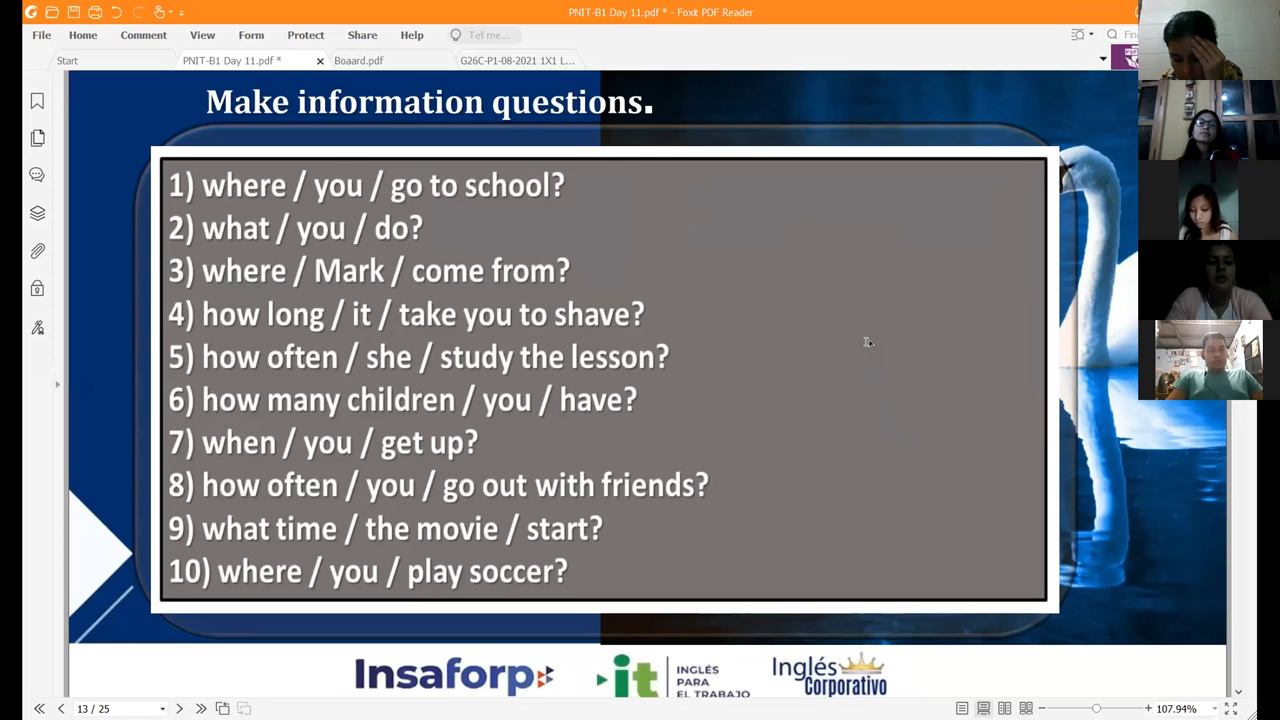 PNIT-B1 Day 11.pdf * - Foxit PDF Reader
File Home Comment View Form Protect Share Help Tell me...
Start PNIT-B1 Day 11.pdf * Boaard.pdf G26C-P1-08-2021 1X1 L...
Make information questions.
1) where / you / go to school?
2) what / you / do?
3) where / Mark / come from?
4) how long / it / take you to shave?
5) how often / she / study the lesson?
6) how many children / you / have?
7) when / you / get up?
8) how often / you / go out with friends?
9) what time / the movie / start?
10) where / you / play soccer?
Insaforp
it
INGLÉS
PARA
EL TRABAJO
Inglés
Corporativo
13 / 25
107.94%